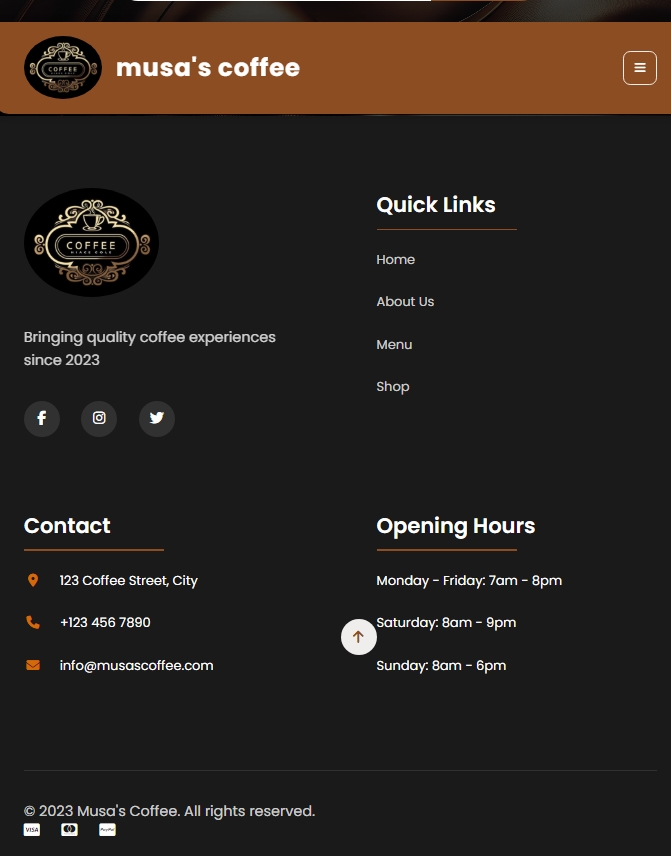 COFFEE
musa's coffee
COFFEE
Bringing quality coffee experiences
since 2023
Quick Links
Home
About Us
Menu
Shop
Contact
123 Coffee Street, City
+123 456 7890
info@musascoffee.com
Opening Hours
Monday - Friday: 7am - 8pm
Saturday: 8am - 9pm
Sunday: 8am - 6pm
© 2023 Musa's Coffee. All rights reserved.
VISA
PayPal